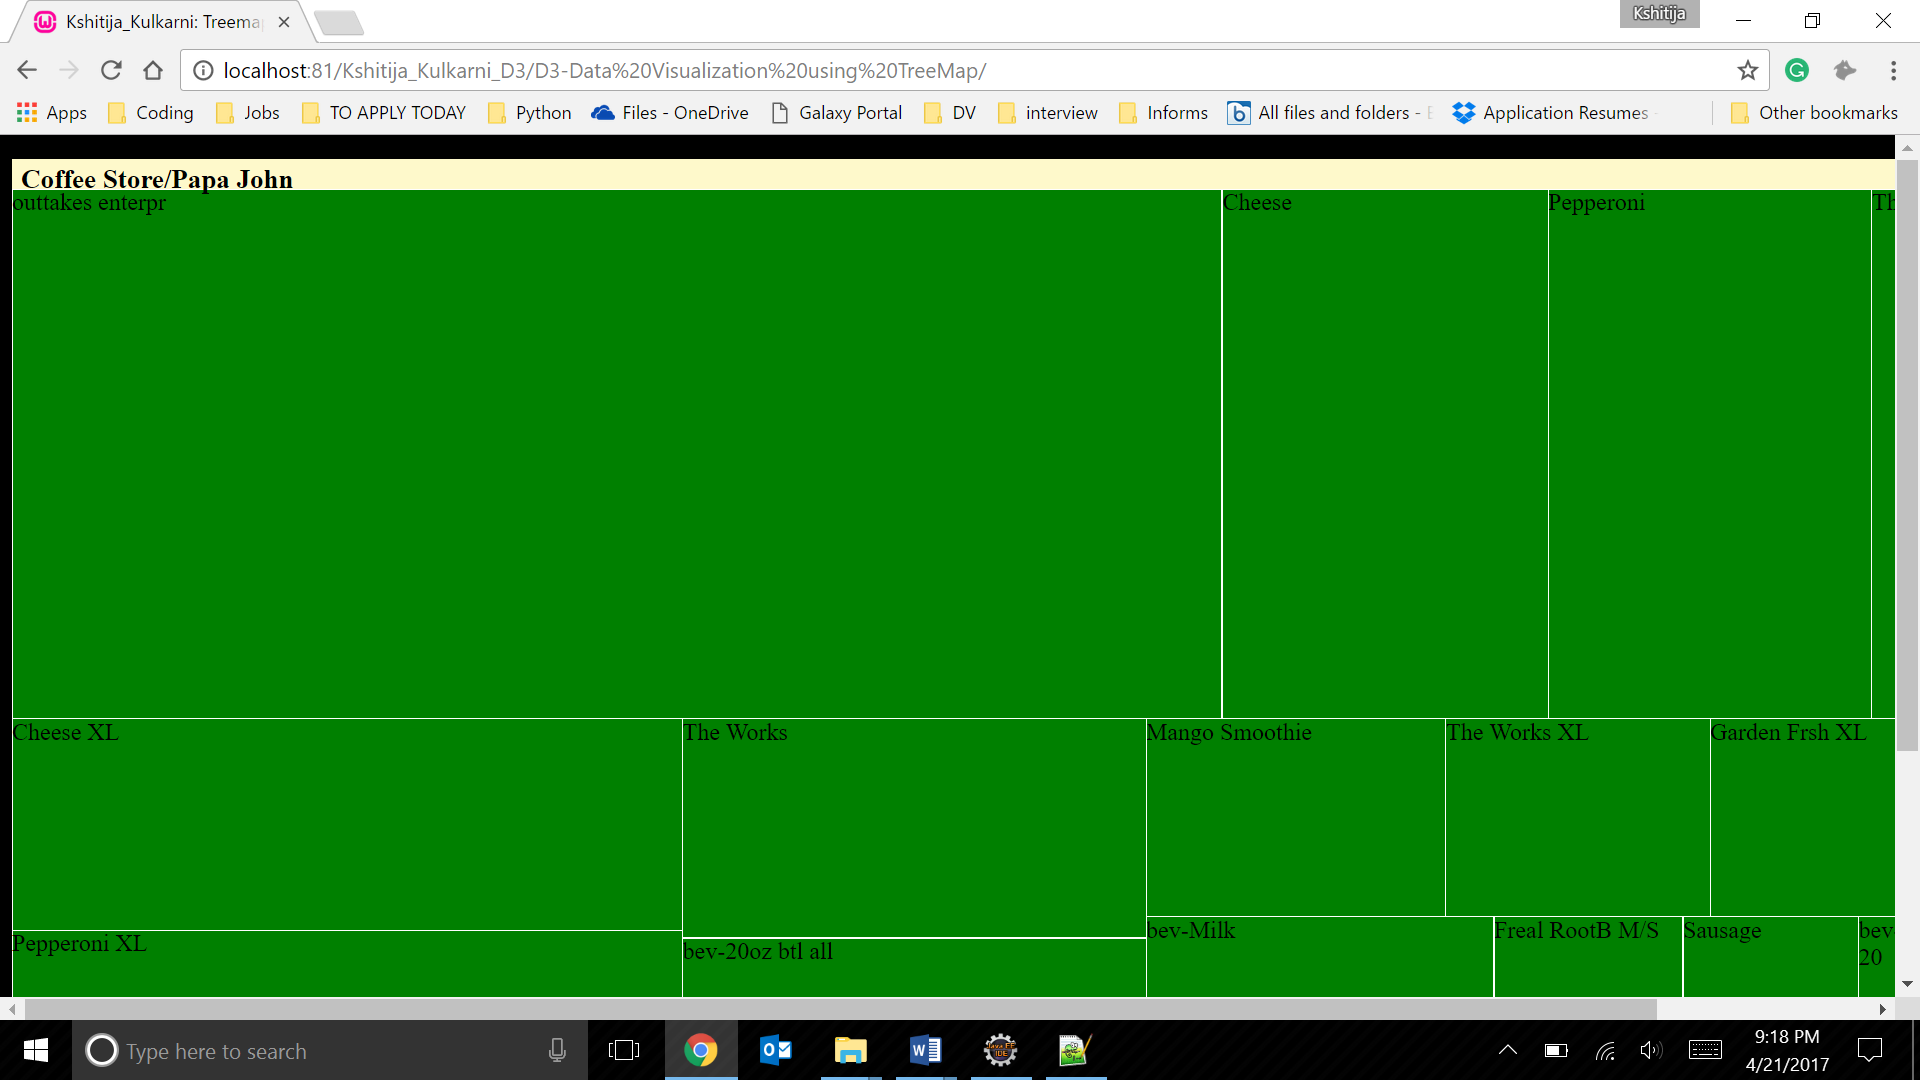 Kshitija_Kulkarni: Treema
Kshitija
localhost:81/Kshitija_Kulkarni_D3/D3-Data%20Visualization%20using%20TreeMap/
Apps Coding Jobs TO APPLY TODAY Python Files - OneDrive Galaxy Portal DV interview Informs All files and folders - Application Resumes Other bookmarks
Coffee Store/Papa John
outtakes enterpr Cheese Pepperoni Th
Cheese XL The Works Mango Smoothie The Works XL Garden Frsh XL
bev-Milk Freal RootB M/S Sausage bev
20
Pepperoni XL bev-20oz btl all
Type here to search
9:18 PM
4/21/2017